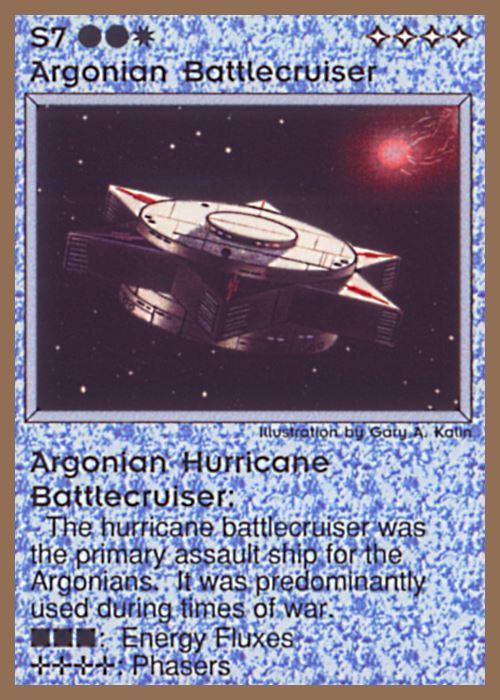 S7
Argonian Battlecruiser
Illustration by Gary A. Kalin
Argonian Hurricane
Battlecruiser:
The hurricane battlecruiser was
the primary assault ship for the
Argonians. It was predominantly
used during times of war.
: Energy Fluxes
: Phasers